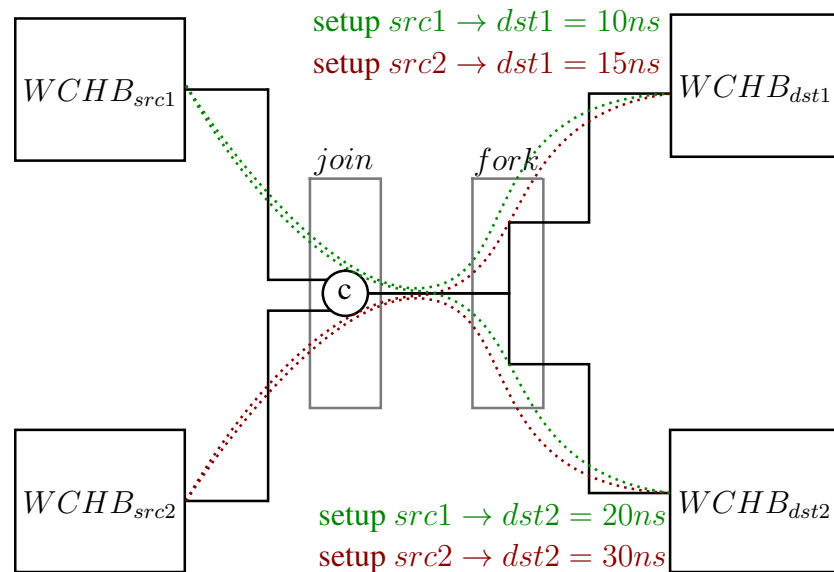 setup src1 → dst1 = 10ns
setup src2 → dst1 = 15ns
WCHB_src1
WCHB_dst1
join
fork
c
WCHB_src2
WCHB_dst2
setup src1 → dst2 = 20ns
setup src2 → dst2 = 30ns